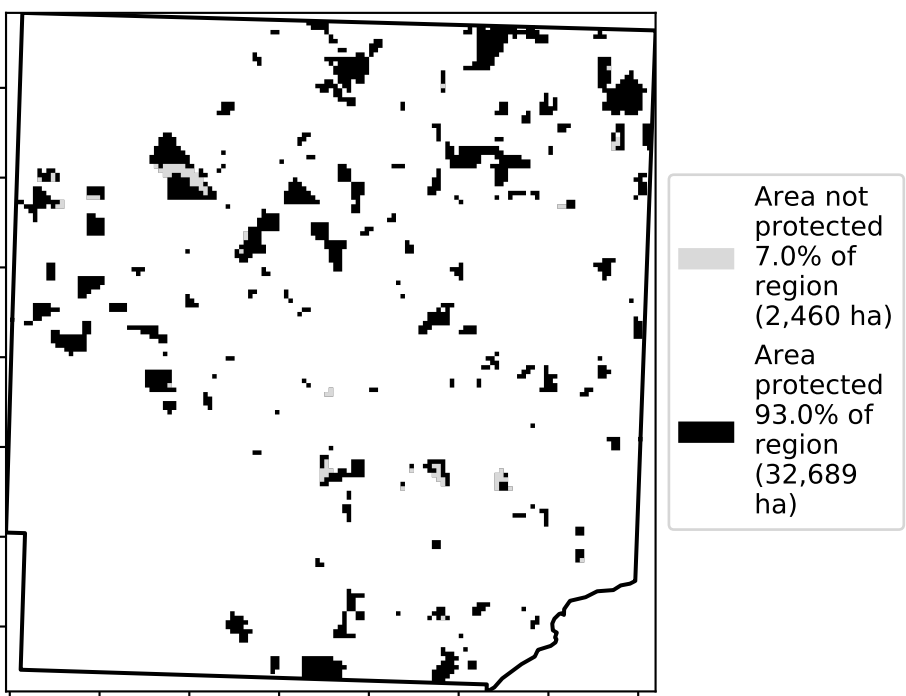 Area not
protected
7.0% of
region
(2,460 ha)
Area
protected
93.0% of
region
(32,689
ha)